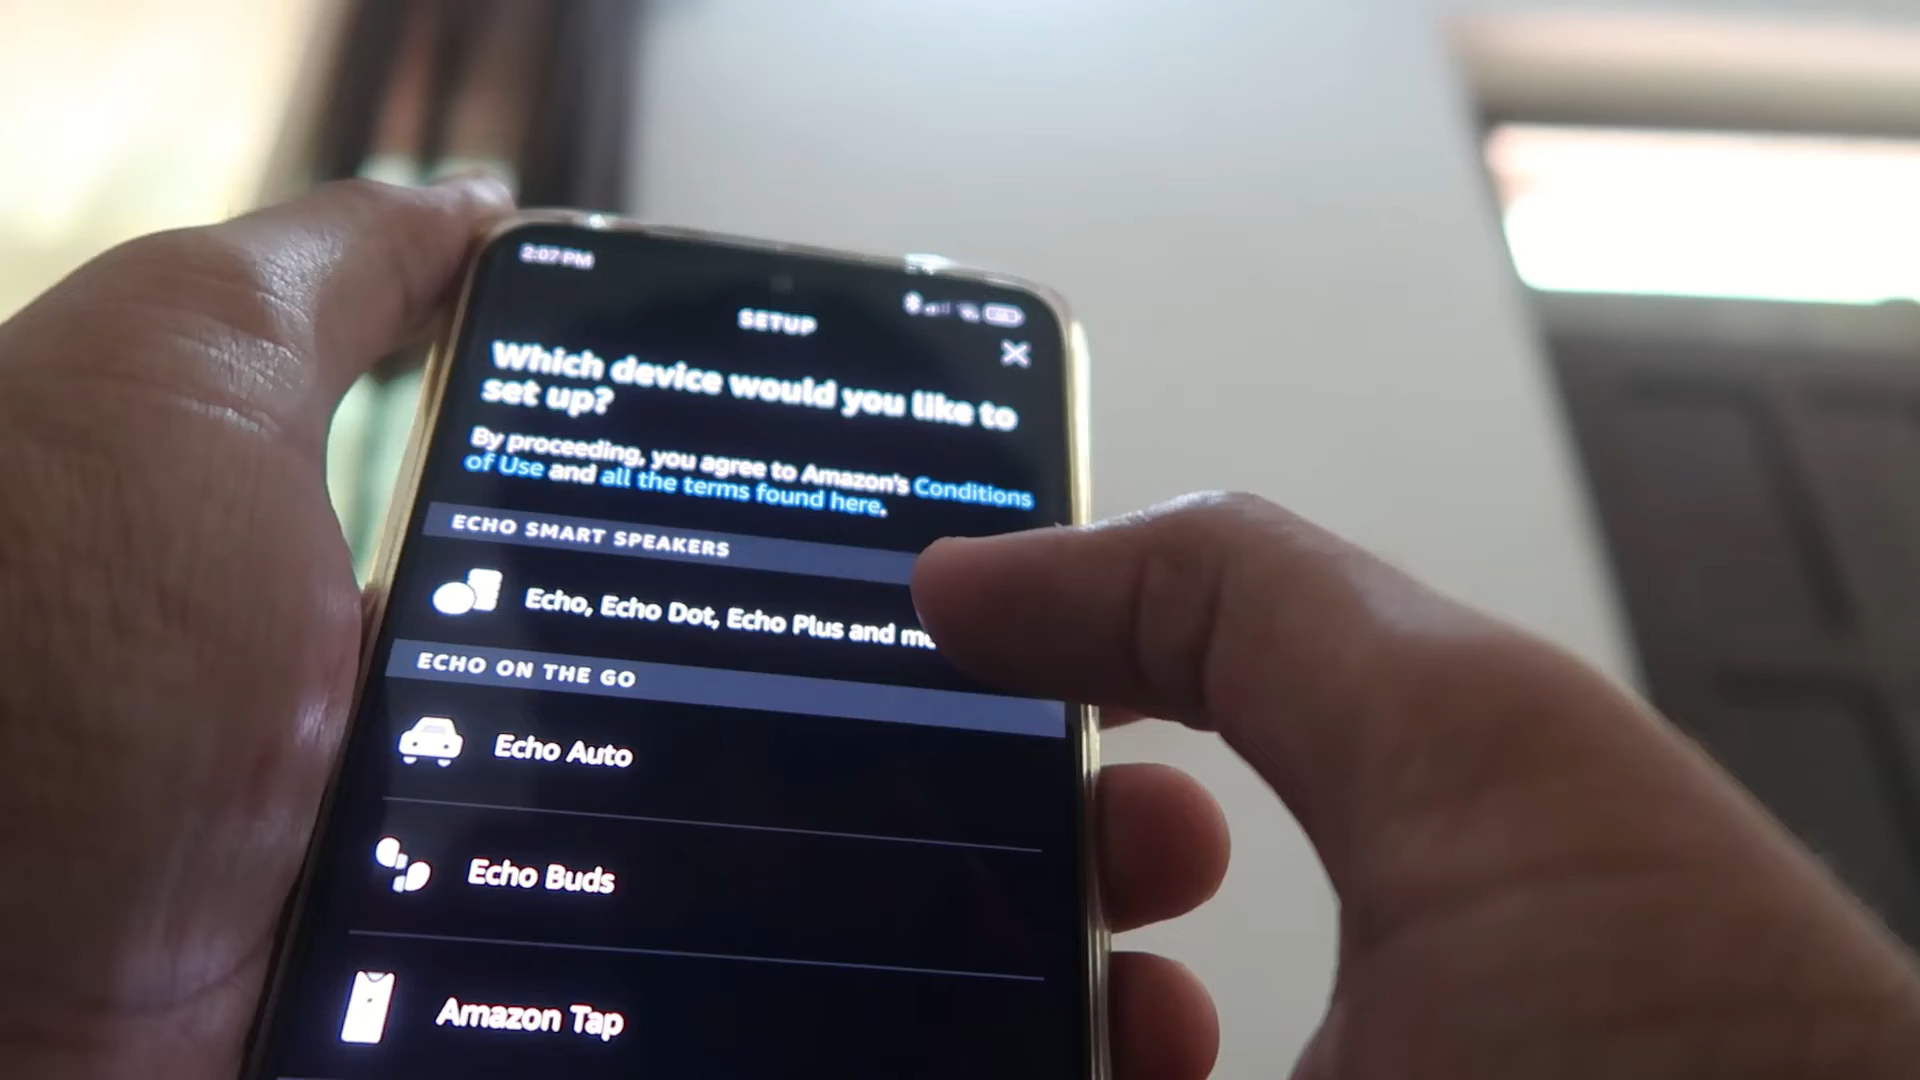 2:07 PM
SETUP
Which device would you like to
set up?
By proceeding, you agree to Amazon's Conditions
of Use and all the terms found here.
ECHO SMART SPEAKERS
Echo, Echo Dot, Echo Plus and
ECHO ON THE GO
Echo Auto
Echo Buds
Amazon Tap